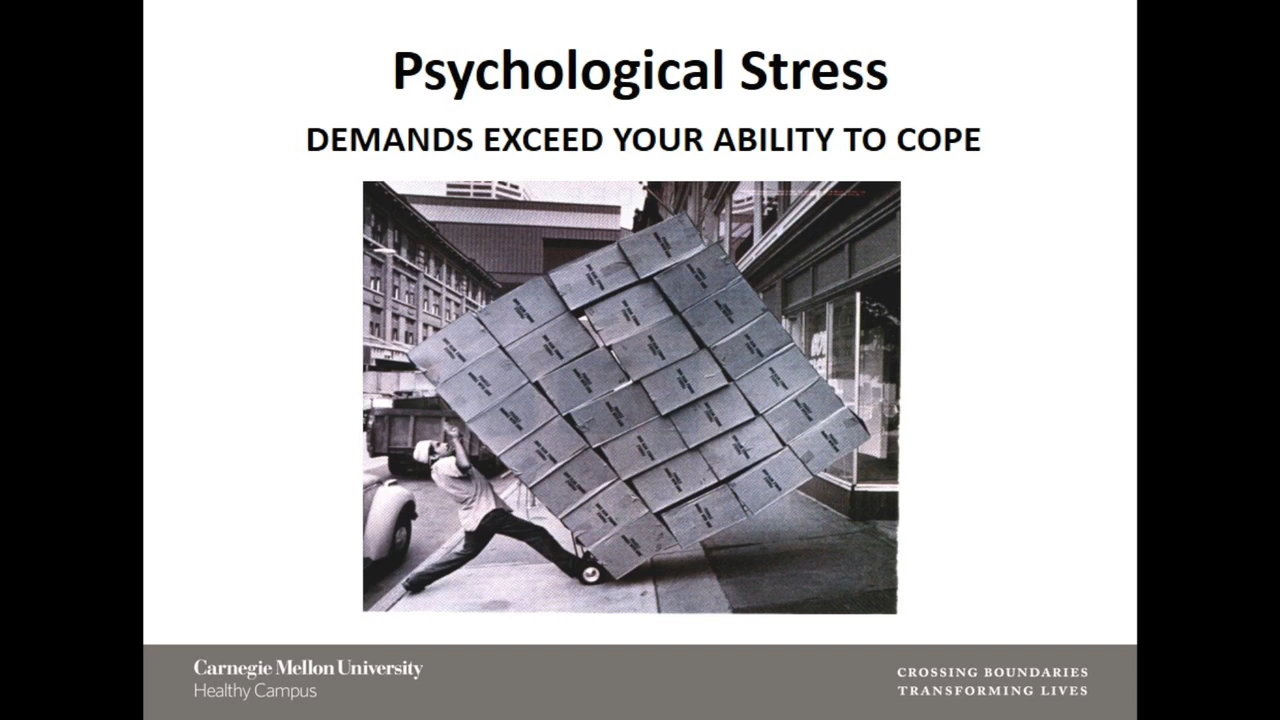 Psychological Stress
DEMANDS EXCEED YOUR ABILITY TO COPE
Carnegie Mellon University
Healthy Campus
CROSSING BOUNDARIES
TRANSFORMING LIVES